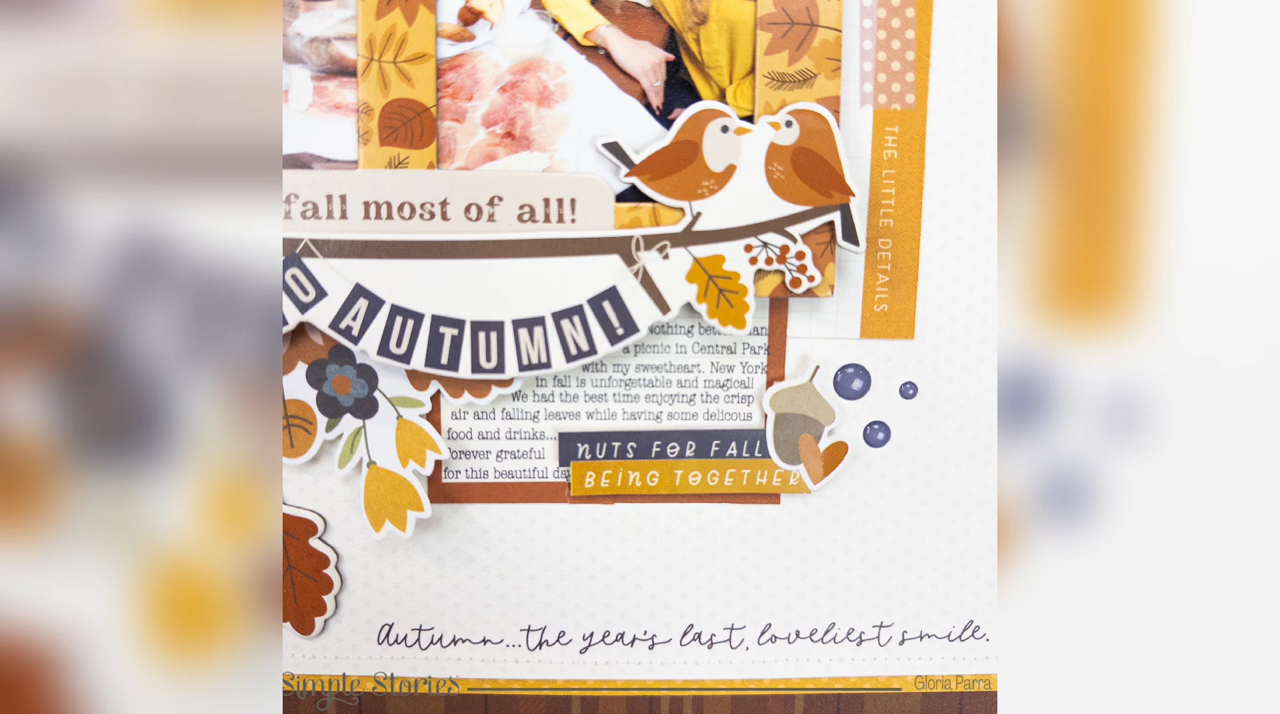 fall most of all!
THE LITTLE DETAILS
O AUTUMN!
Nothing
a picnic in Central Park
with my sweetheart. New York
in fall is unforgettable and magicall
We had the best time enjoying the crisp
air and falling leaves while having some delicous
food and drinks...
forever grateful
for this beautiful day
NUTS FOR FALL
BEING TOGETHER
autumn...the year's last, loveliest smile.
Simple Stories
Gloria Parra